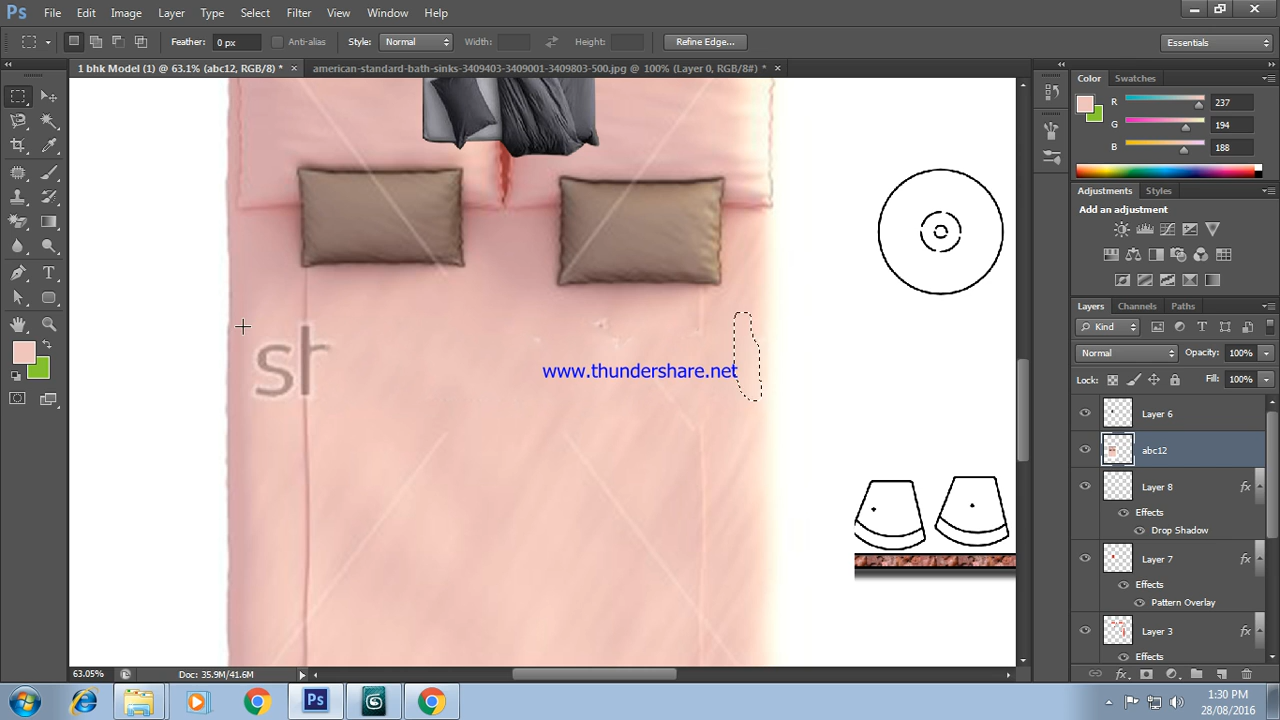 Ps File Edit Image Layer Type Select Filter View Window Help
Feather: 0 px Anti-alias Style: Normal Width: Height: Refine Edge... Essentials
1 bhk Model (1) @ 63.1% (abc12, RGB/8) * × american-standard-bath-sinks-3409403-3409001-3409803-500.jpg @ 100% (Layer 0, RGB/8#) * ×
Color Swatches
R 237
G 194
B 188
Adjustments Styles
Add an adjustment
Layers Channels Paths
Kind
Normal Opacity: 100%
Lock: Fill: 100%
Layer 6
abc12
Layer 8 fx
Effects
Drop Shadow
Layer 7 fx
Effects
Pattern Overlay
Layer 3 fx
Effects
sh
www.thundershare.net
63.05% Doc: 35.9M/41.6M
Ps
1:30 PM
28/08/2016